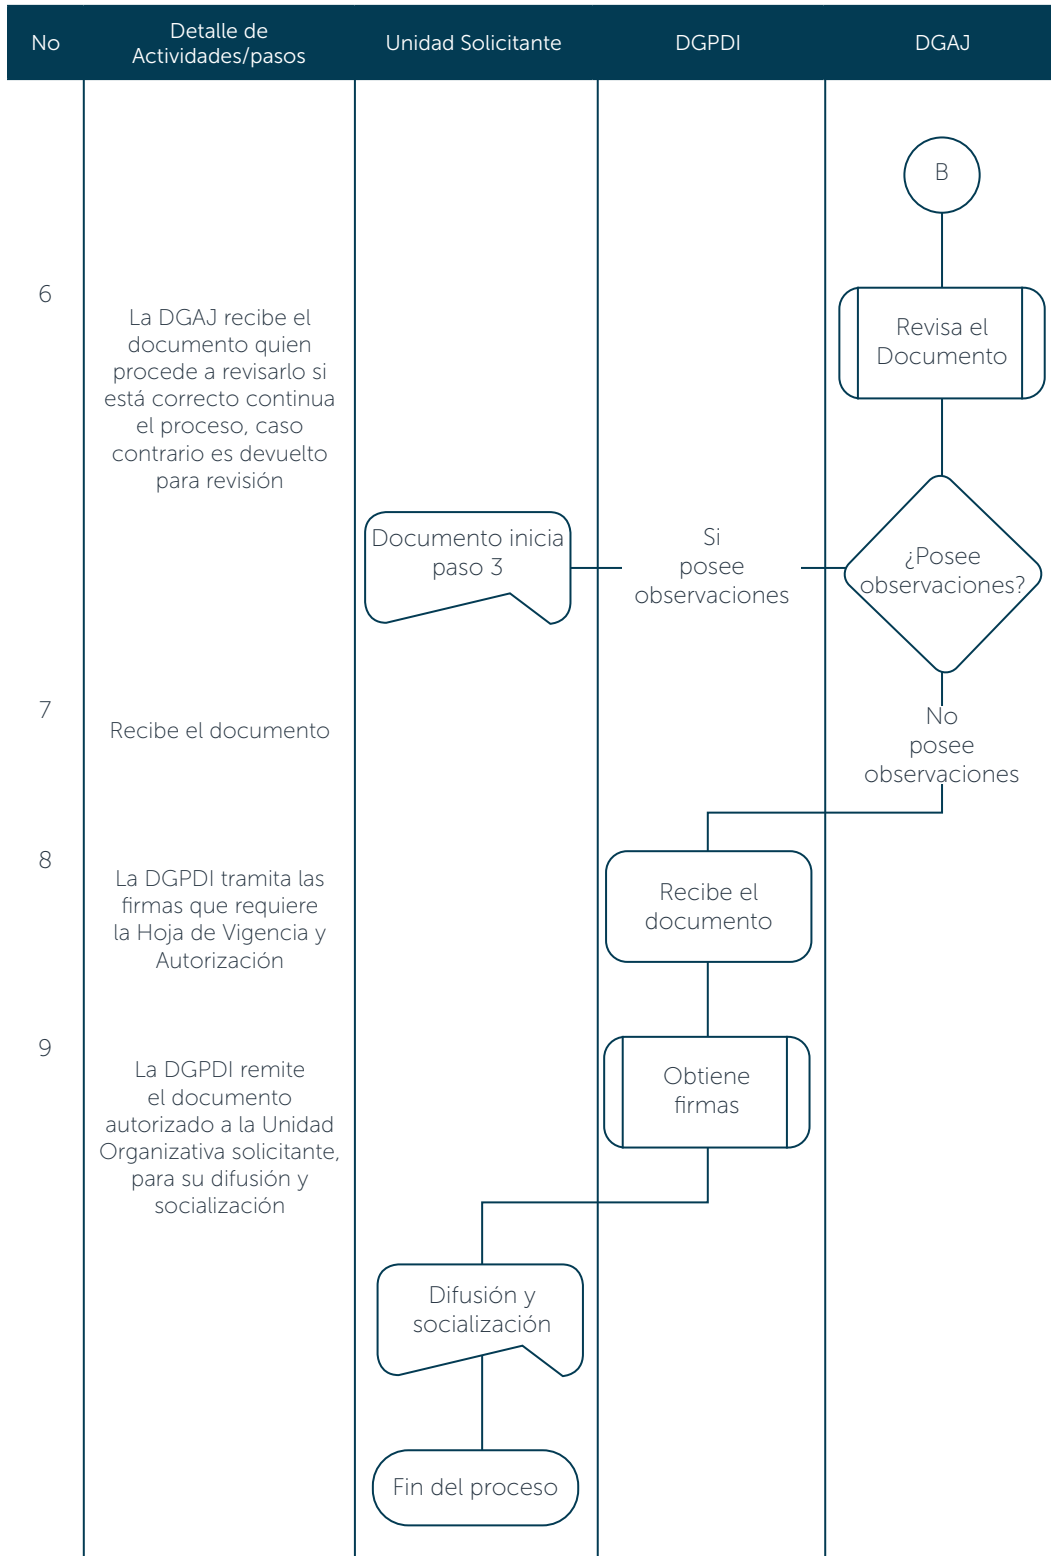 No
Detalle de
Actividades/pasos
Unidad Solicitante
DGPDI
DGAJ
B
6
La DGAJ recibe el
documento quien
procede a revisarlo si
está correcto continua
el proceso, caso
contrario es devuelto
para revisión
Revisa el
Documento
Documento inicia
paso 3
Si
posee
observaciones
¿Posee
observaciones?
7
Recibe el documento
No
posee
observaciones
8
La DGPDI tramita las
firmas que requiere
la Hoja de Vigencia y
Autorización
Recibe el
documento
9
La DGPDI remite
el documento
autorizado a la Unidad
Organizativa solicitante,
para su difusión y
socialización
Obtiene
firmas
Difusión y
socialización
Fin del proceso